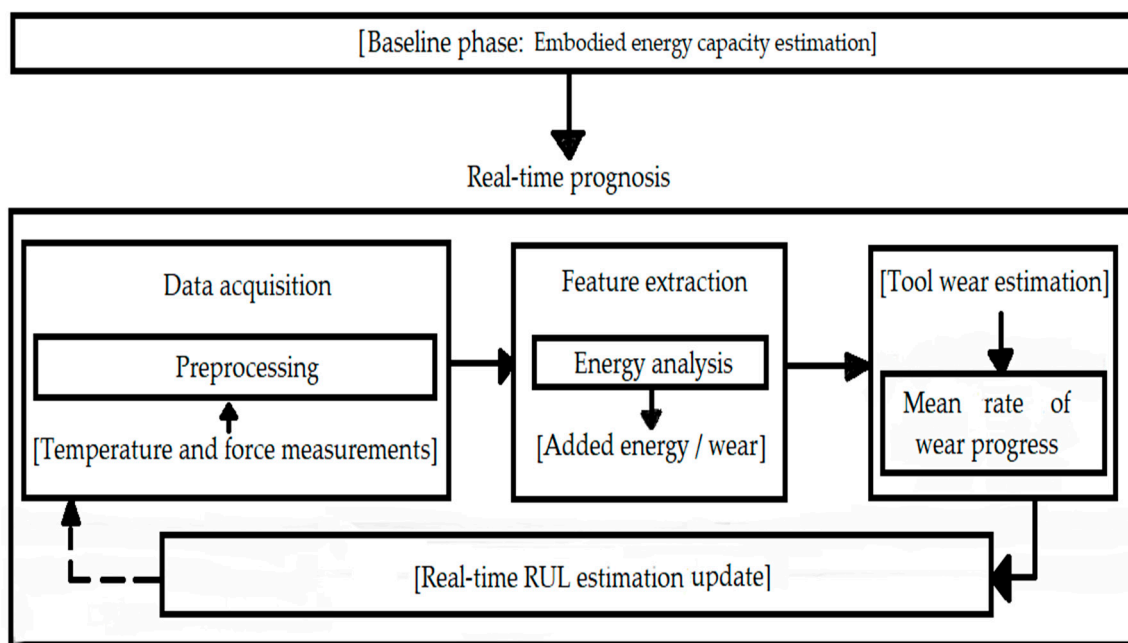 [Baseline phase: Embodied energy capacity estimation]
Real-time prognosis
Data acquisition
Preprocessing
[Temperature and force measurements]
Feature extraction
Energy analysis
[Added energy / wear]
[Tool wear estimation]
Mean rate of
wear progress
[Real-time RUL estimation update]